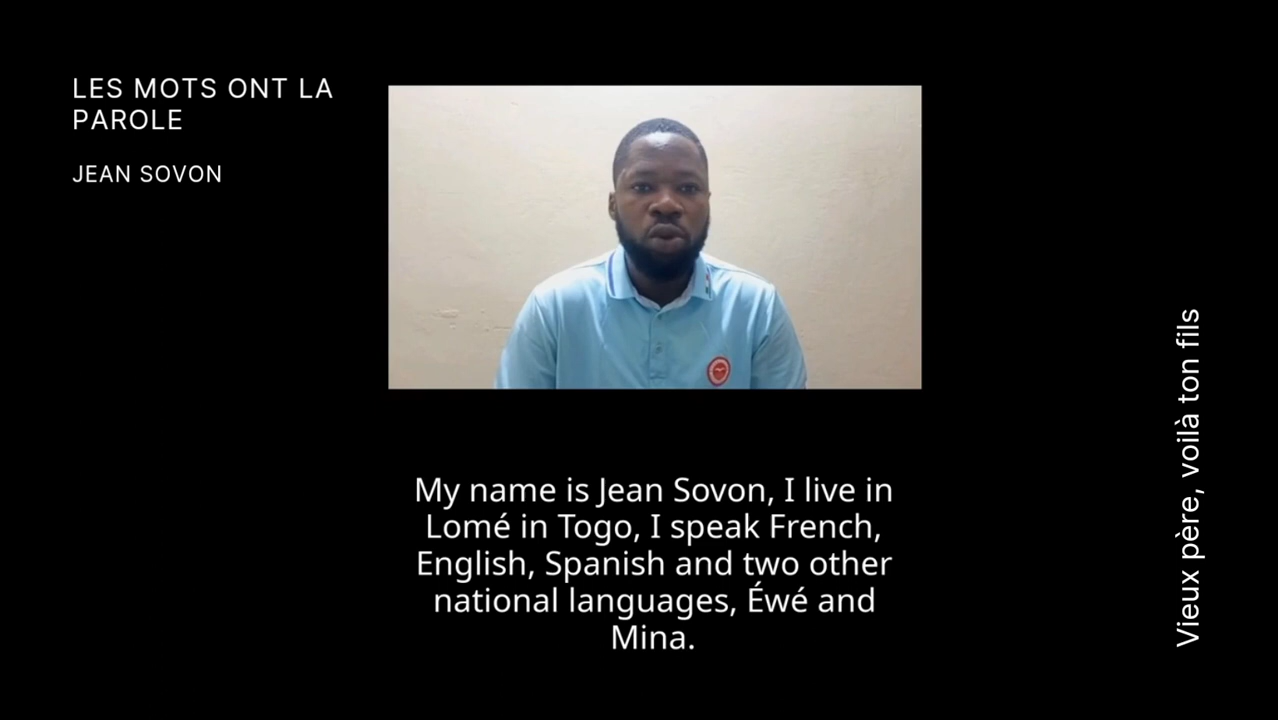 LES MOTS ONT LA
PAROLE
JEAN SOVON
My name is Jean Sovon, I live in
Lomé in Togo, I speak French,
English, Spanish and two other
national languages, Éwé and
Mina.
Vieux père, voilà ton fils